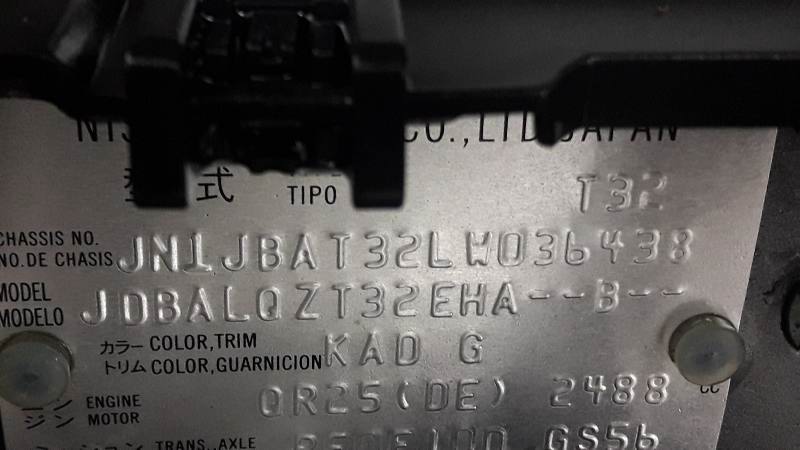 CO.,LTD. JAPAN
型 式 TIPO T32
CHASSIS NO.
NO.DE CHASIS JN1JBAT32LW036438
MODEL
MODELO JDBALQZT32EHA--B--
カラー COLOR,TRIM
トリム COLOR,GUARNICION KAD G
ENGINE
MOTOR QR25(DE) 2488 cc
TRANS.,AXLE GS56